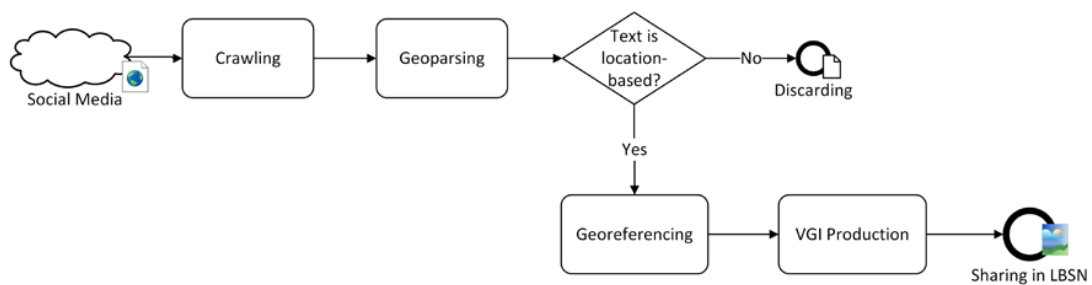 Social Media
Crawling
Geoparsing
Text is
location-
based?
No
Discarding
Yes
Georeferencing
VGI Production
Sharing in LBSN